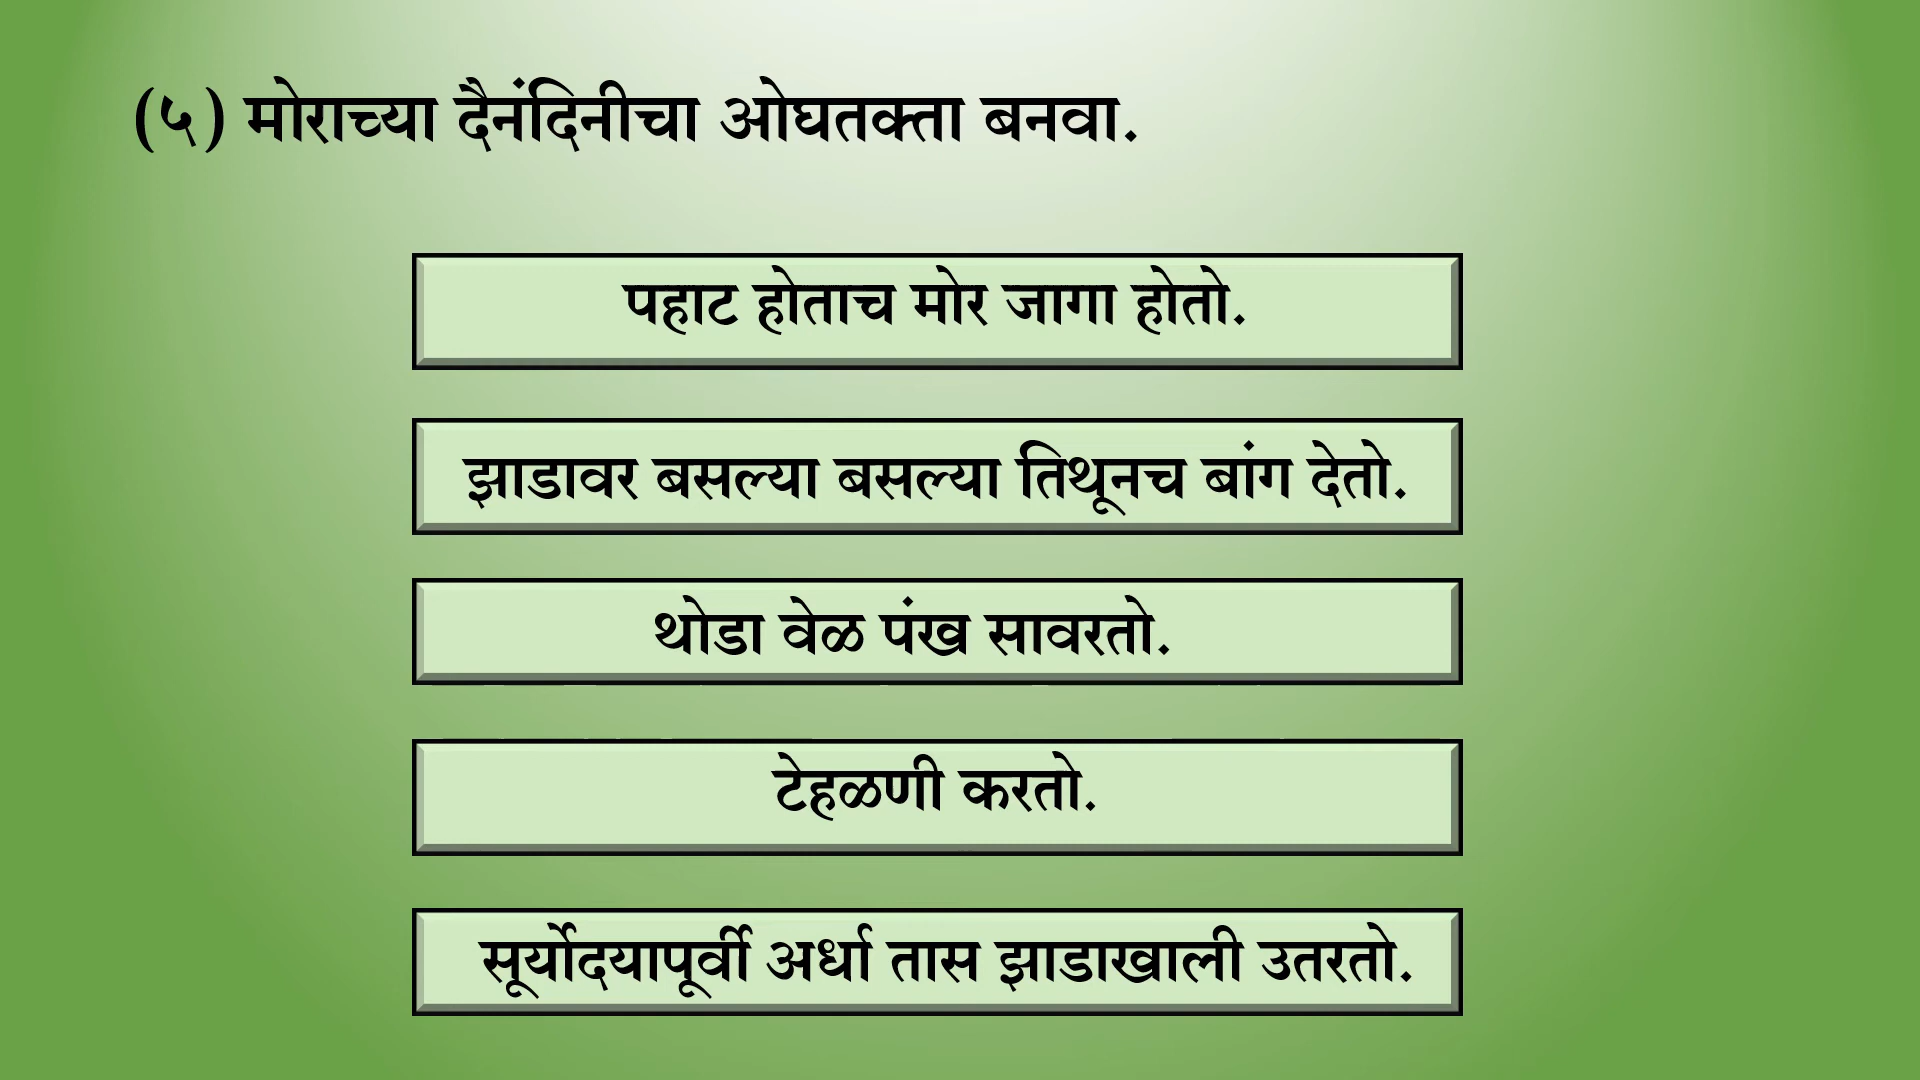 (५) मोराच्या दैनंदिनीचा ओघतक्ता बनवा.
पहाट होताच मोर जागा होतो.
झाडावर बसल्या बसल्या तिथूनच बांग देतो.
थोडा वेळ पंख सावरतो.
टेहळणी करतो.
सूर्योदयापूर्वी अर्धा तास झाडाखाली उतरतो.